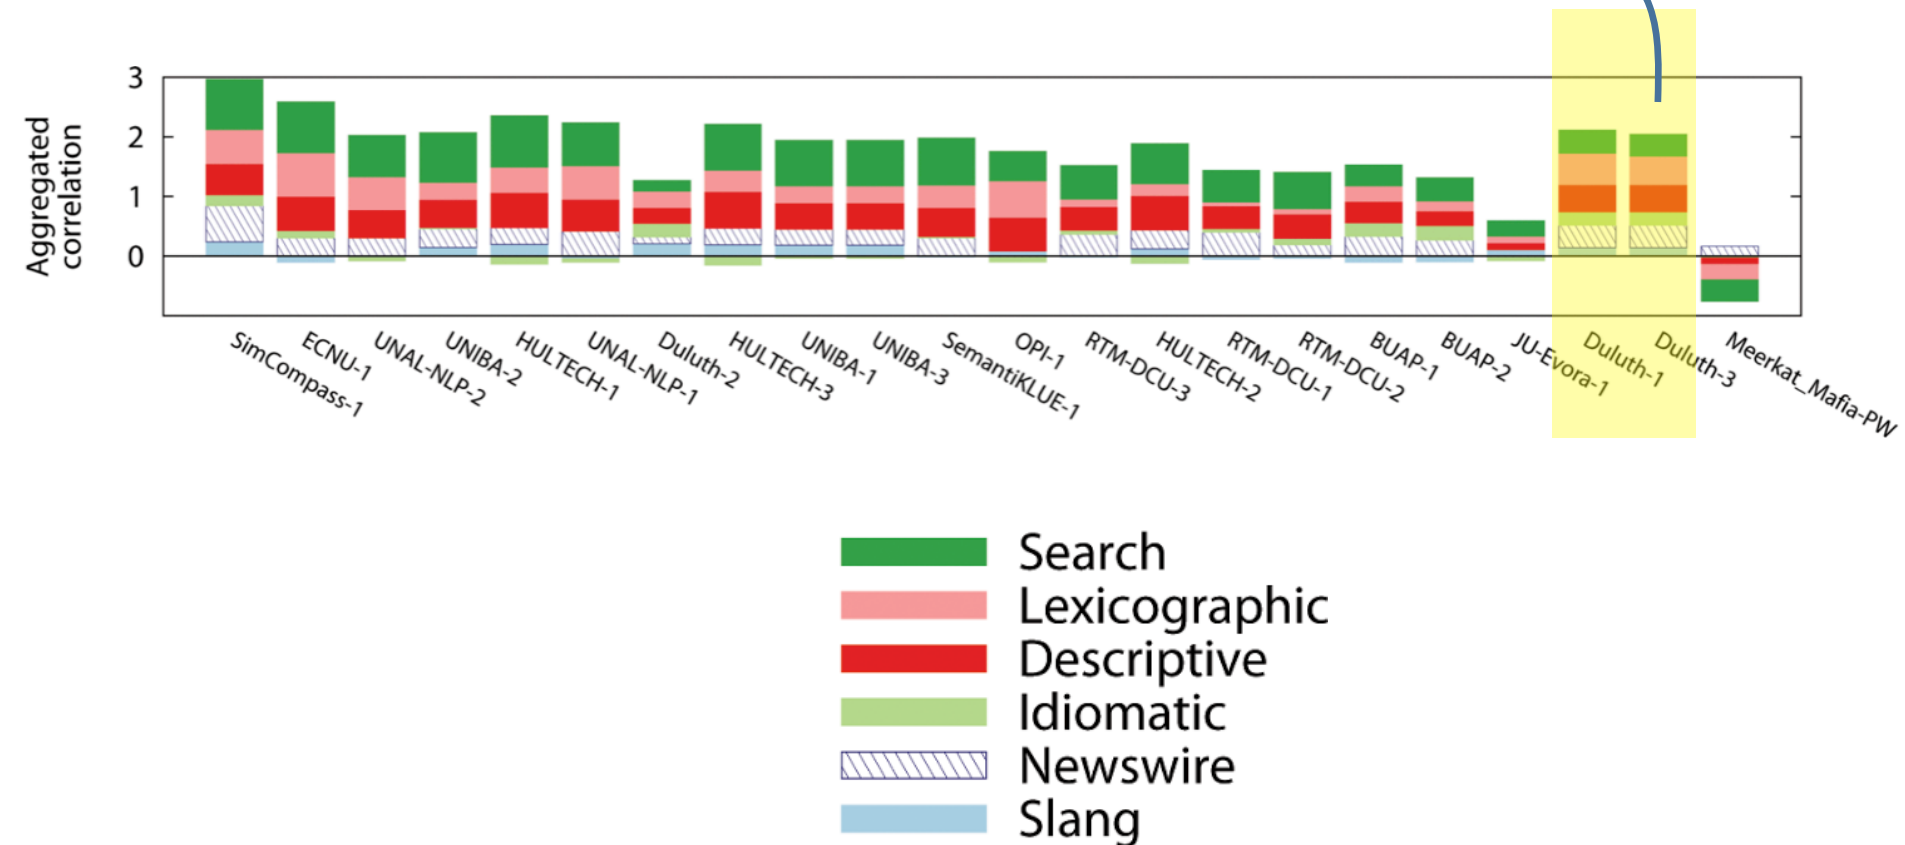 Aggregated
correlation
3
2
1
0
SimCompass-1
ECNU-1
UNAL-NLP-2
UNIBA-2
HULTECH-1
UNAL-NLP-1
Duluth-2
HULTECH-3
UNIBA-1
UNIBA-3
SemantiKLUE-1
OPI-1
RTM-DCU-3
HULTECH-2
RTM-DCU-1
RTM-DCU-2
BUAP-1
BUAP-2
JU-Evora-1
Duluth-1
Duluth-3
Meerkat_Mafia-PW
Search
Lexicographic
Descriptive
Idiomatic
Newswire
Slang